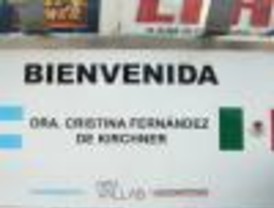 BIENVENIDA
DRA. CRISTINA FERNÁNDEZ
DE KIRCHNER